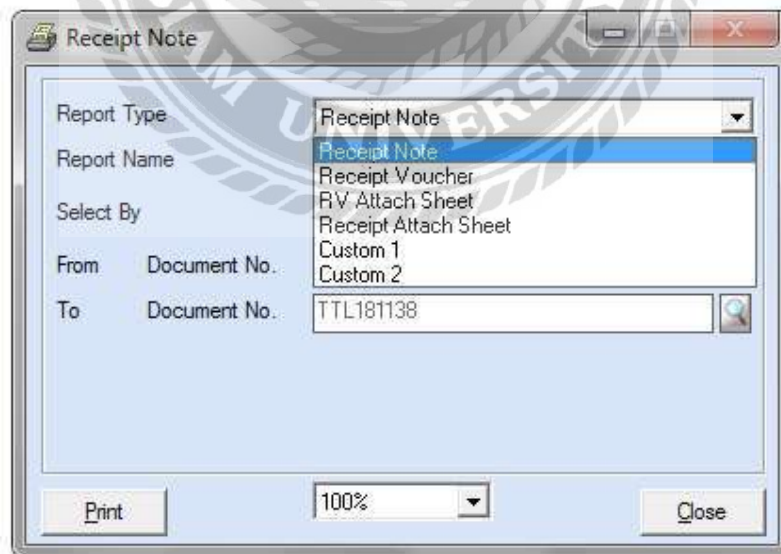 Receipt Note
Report Type
Receipt Note
Report Name
Receipt Note
Receipt Voucher
RV Attach Sheet
Receipt Attach Sheet
Custom 1
Custom 2
Select By
From Document No.
To Document No. TTL181138
Print
100%
Close
UNIVERSITY